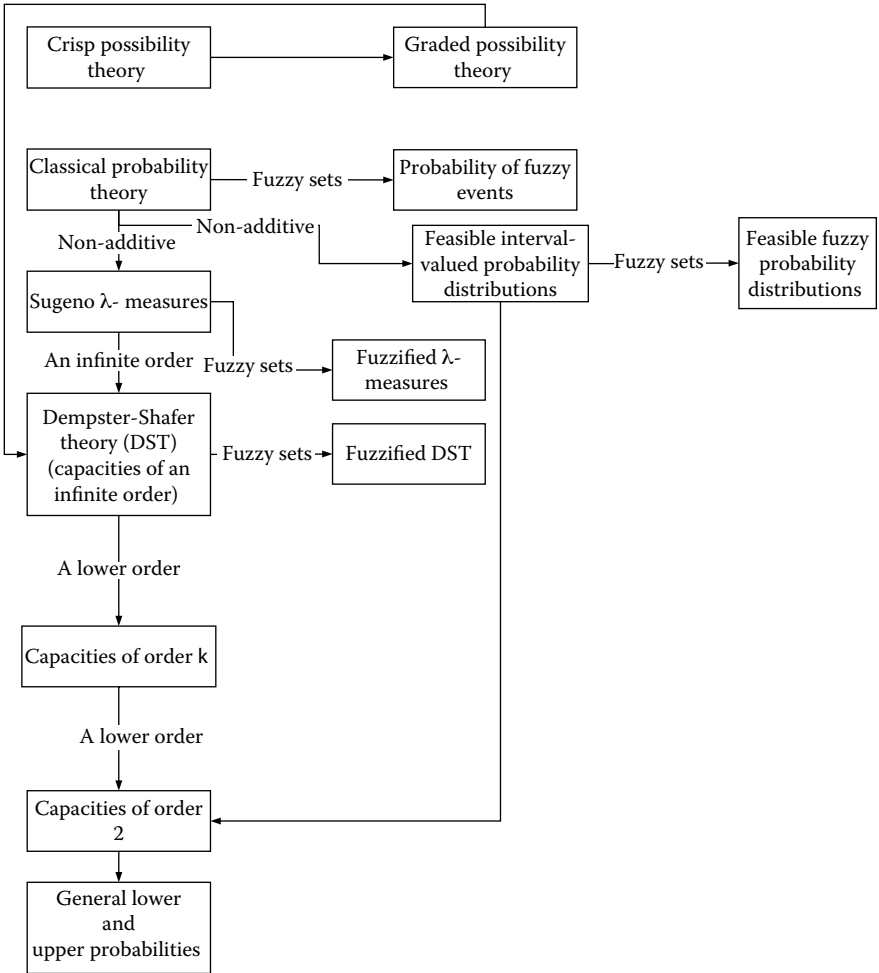 Crisp possibility
theory
Graded possibility
theory
Classical probability
theory
Fuzzy sets
Probability of fuzzy
events
Non-additive
Non-additive
Feasible interval-
valued probability
distributions
Fuzzy sets
Feasible fuzzy
probability
distributions
Sugeno λ- measures
An infinite order
Fuzzy sets
Fuzzified λ-
measures
Dempster-Shafer
theory (DST)
(capacities of an
infinite order)
Fuzzy sets
Fuzzified DST
A lower order
Capacities of order k
A lower order
Capacities of order
2
General lower
and
upper probabilities